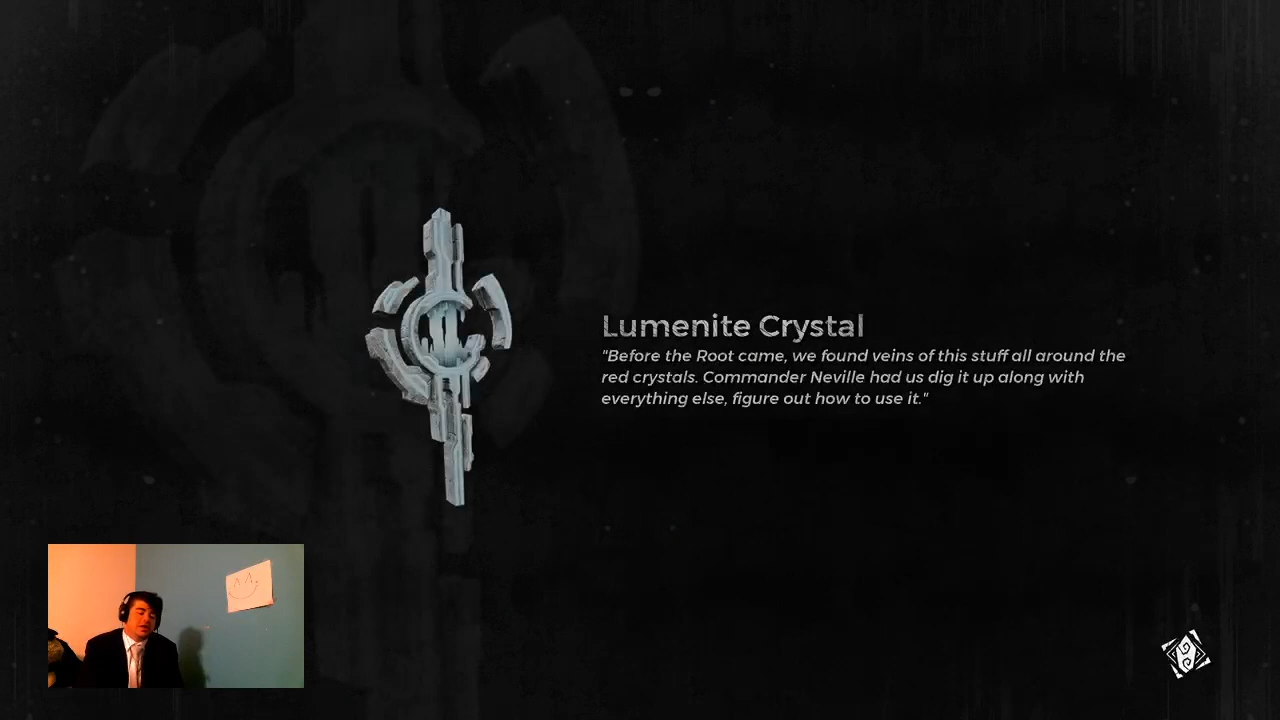 Lumenite Crystal
"Before the Root came, we found veins of this stuff all around the
red crystals. Commander Neville had us dig it up along with
everything else, figure out how to use it."